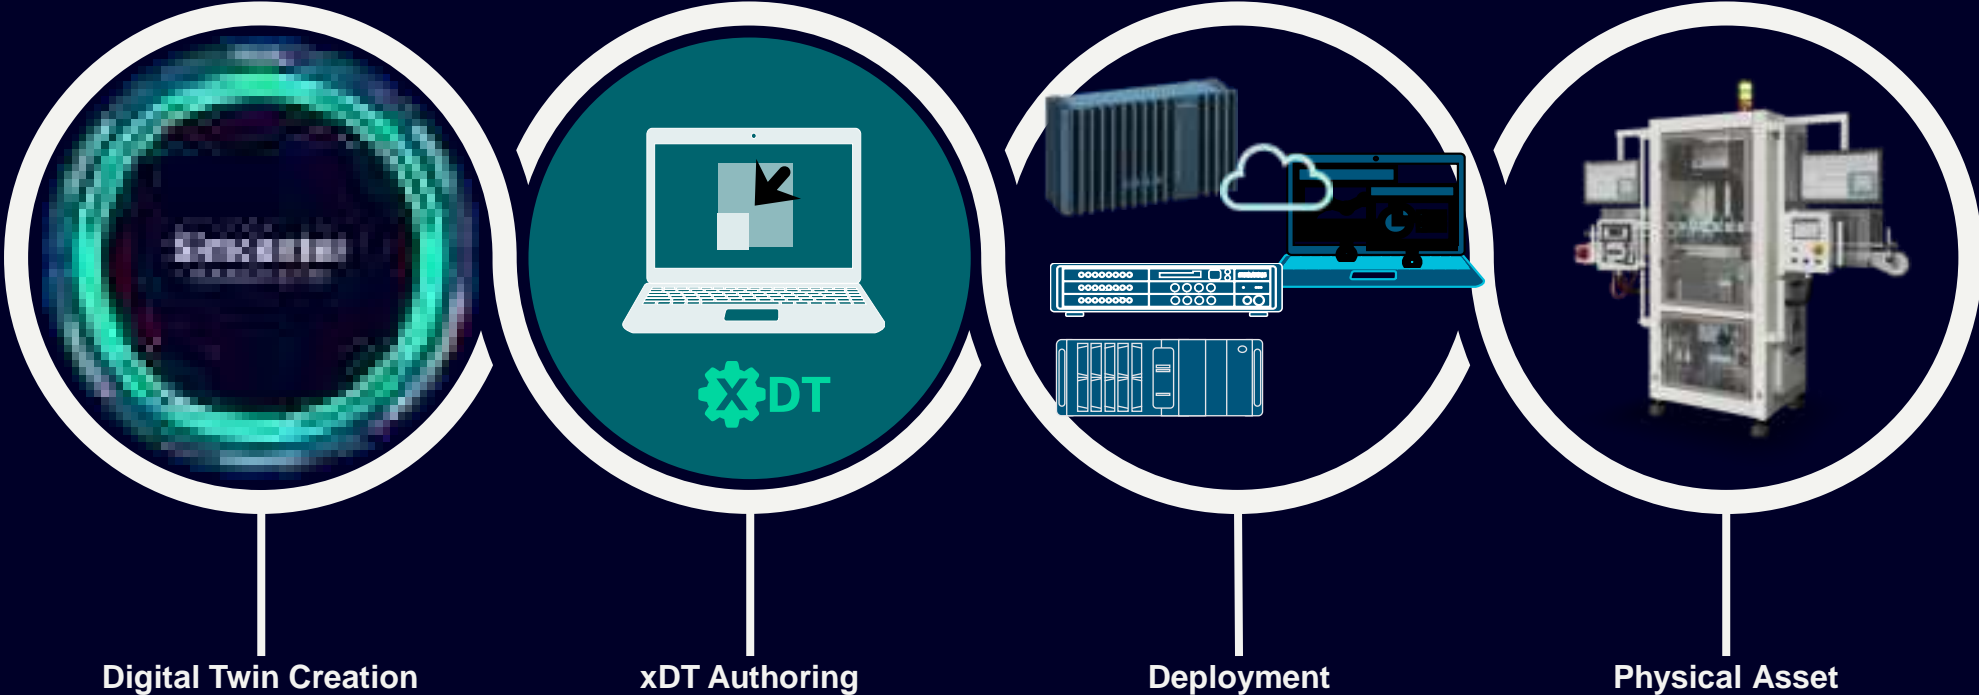 XDT
Digital Twin Creation
xDT Authoring
Deployment
Physical Asset